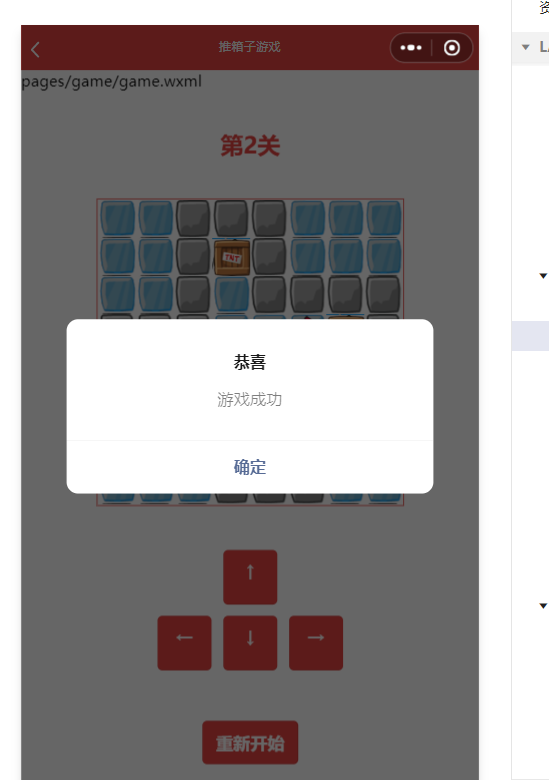 推箱子游戏
pages/game/game.wxml
第2关
TNT
恭喜
游戏成功
确定
↑
← ↓ →
重新开始